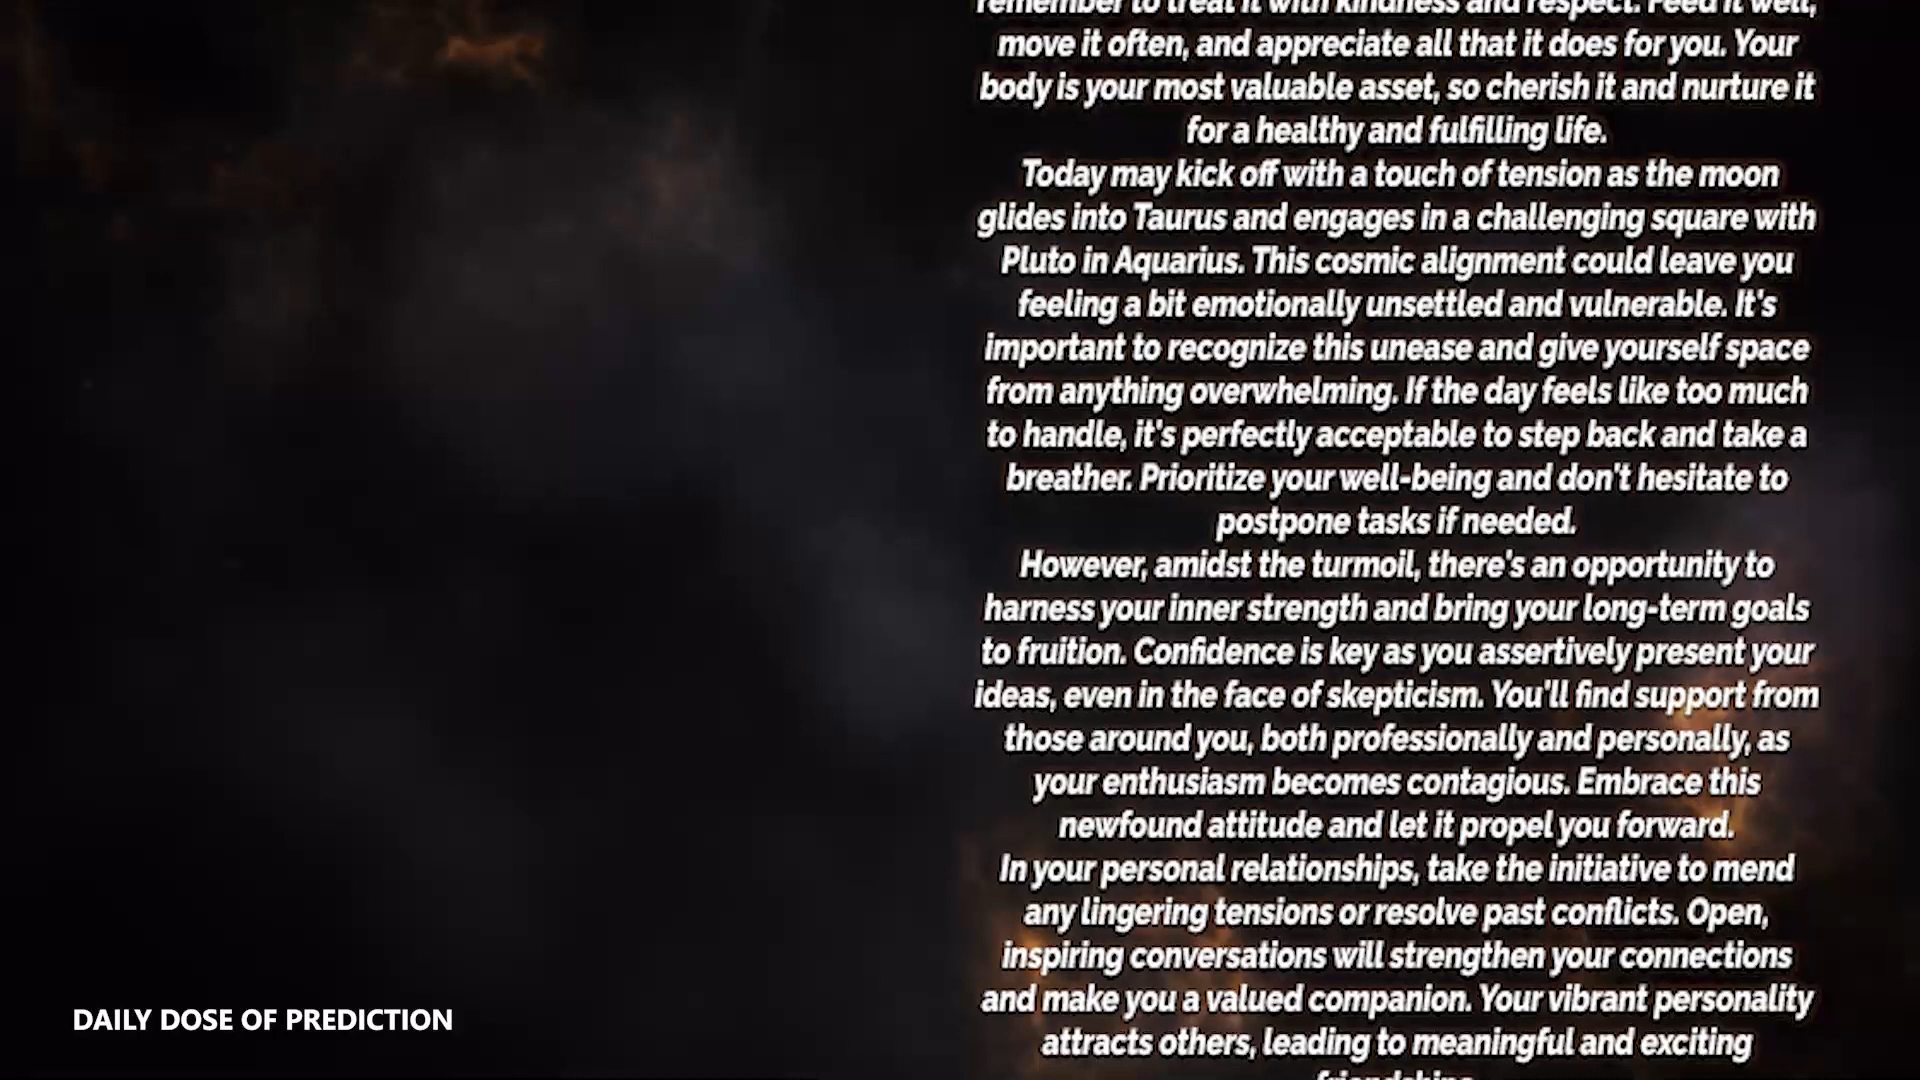 remember to treat it with kindness and respect. Feed it well,
move it often, and appreciate all that it does for you. Your
body is your most valuable asset, so cherish it and nurture it
for a healthy and fulfilling life.
Today may kick off with a touch of tension as the moon
glides into Taurus and engages in a challenging square with
Pluto in Aquarius. This cosmic alignment could leave you
feeling a bit emotionally unsettled and vulnerable. It's
important to recognize this unease and give yourself space
from anything overwhelming. If the day feels like too much
to handle, it's perfectly acceptable to step back and take a
breather. Prioritize your well-being and don't hesitate to
postpone tasks if needed.
However, amidst the turmoil, there's an opportunity to
harness your inner strength and bring your long-term goals
to fruition. Confidence is key as you assertively present your
ideas, even in the face of skepticism. You'll find support from
those around you, both professionally and personally, as
your enthusiasm becomes contagious. Embrace this
newfound attitude and let it propel you forward.
In your personal relationships, take the initiative to mend
any lingering tensions or resolve past conflicts. Open,
inspiring conversations will strengthen your connections
and make you a valued companion. Your vibrant personality
attracts others, leading to meaningful and exciting
DAILY DOSE OF PREDICTION